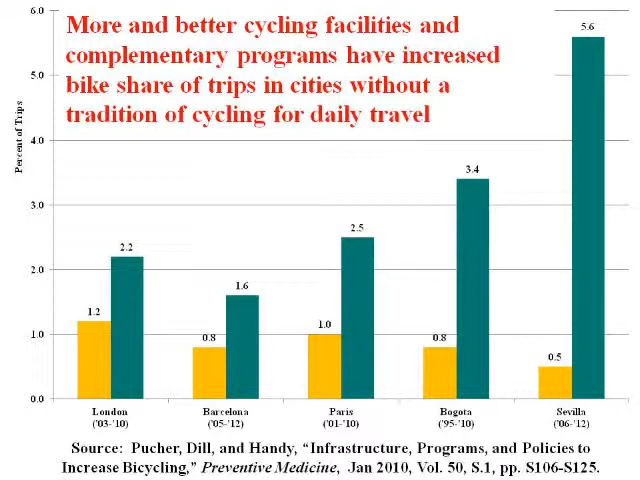 More and better cycling facilities and
complementary programs have increased
bike share of trips in cities without a
tradition of cycling for daily travel
Percent of Trips
6.0
5.0
4.0
3.0
2.0
1.0
0.0
1.2
2.2
0.8
1.6
1.0
2.5
0.8
3.4
0.5
5.6
London
('03-'10)
Barcelona
('05-'12)
Paris
('01-'10)
Bogota
('95-'10)
Sevilla
('06-'12)
Source: Pucher, Dill, and Handy, “Infrastructure, Programs, and Policies to
Increase Bicycling,” Preventive Medicine, Jan 2010, Vol. 50, S.1, pp. S106-S125.